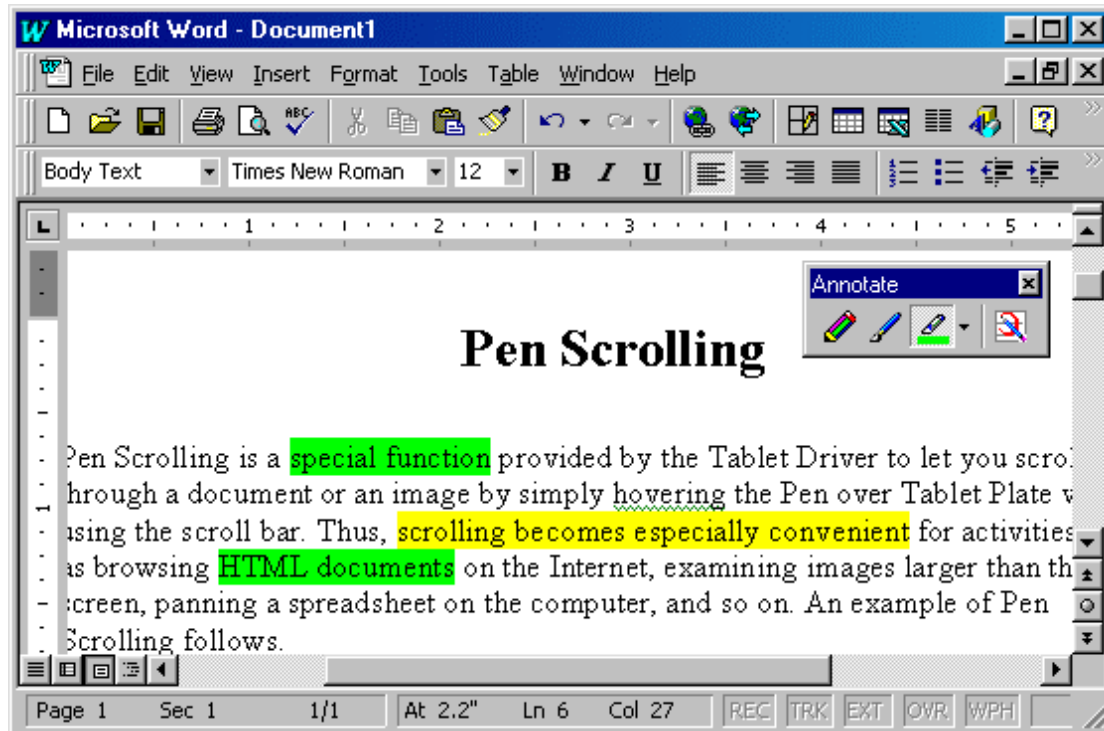 Microsoft Word - Document1
File Edit View Insert Format Tools Table Window Help
ABC
Body Text Times New Roman 12 B I U
L 1 2 3 4 5
Annotate
Pen Scrolling
Pen Scrolling is a special function provided by the Tablet Driver to let you scrol
through a document or an image by simply hovering the Pen over Tablet Plate w
using the scroll bar. Thus, scrolling becomes especially convenient for activities
as browsing HTML documents on the Internet, examining images larger than th
screen, panning a spreadsheet on the computer, and so on. An example of Pen
Scrolling follows.
1
Page 1 Sec 1 1/1 At 2.2" Ln 6 Col 27 REC TRK EXT OVR WPH